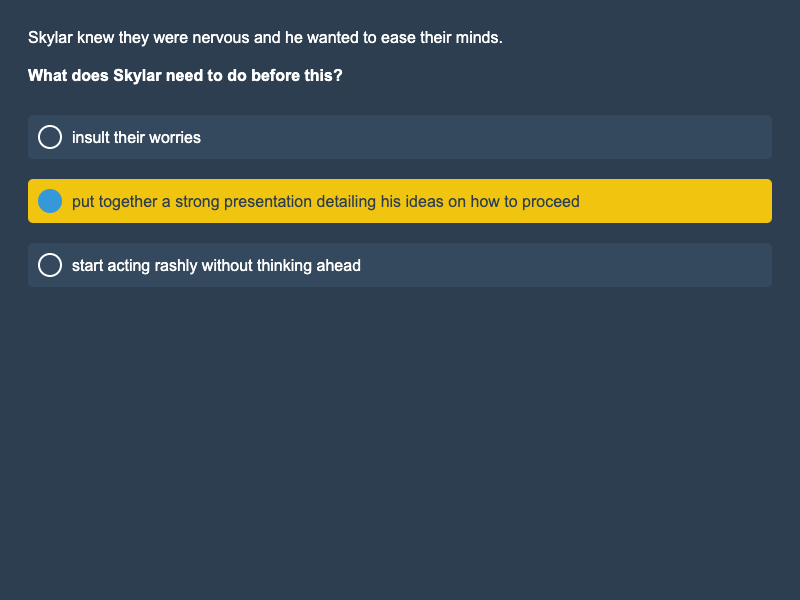 Skylar knew they were nervous and he wanted to ease their minds.
What does Skylar need to do before this?
insult their worries
put together a strong presentation detailing his ideas on how to proceed
start acting rashly without thinking ahead